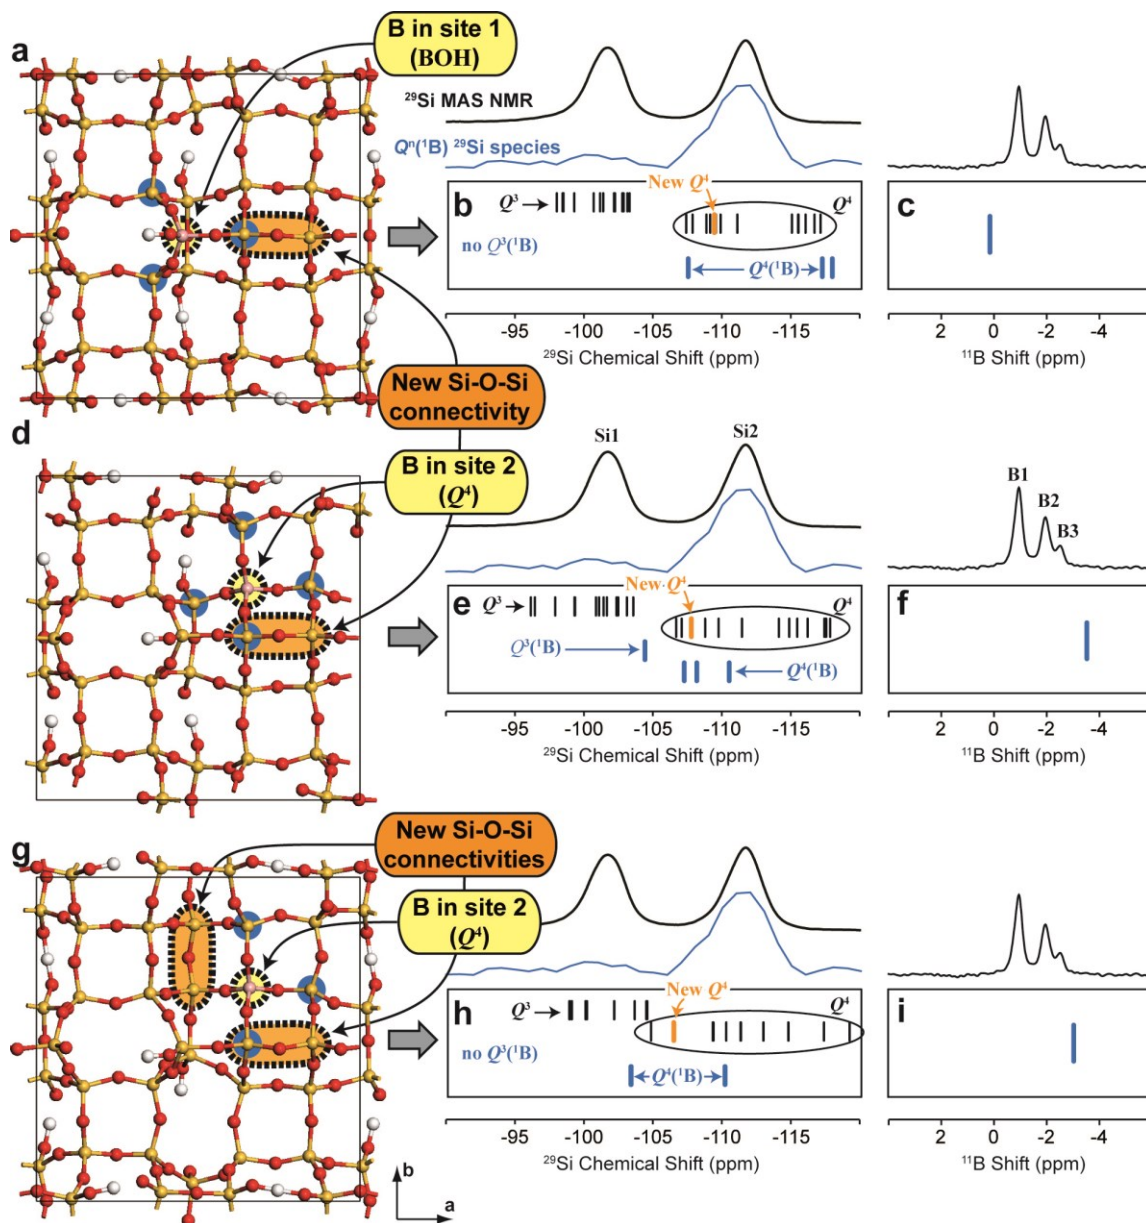 a
B in site 1
(BOH)
²⁹Si MAS NMR
Qⁿ(¹B) ²⁹Si species
b
Q³
New Q⁴
Q⁴
no Q³(¹B)
Q⁴(¹B)
c
-95 -100 -105 -110 -115
²⁹Si Chemical Shift (ppm)
2 0 -2 -4
¹¹B Shift (ppm)
New Si-O-Si
connectivity
d
B in site 2
(Q⁴)
Si1
Si2
B1
B2
B3
e
Q³
New Q⁴
Q⁴
Q³(¹B)
Q⁴(¹B)
f
-95 -100 -105 -110 -115
²⁹Si Chemical Shift (ppm)
2 0 -2 -4
¹¹B Shift (ppm)
g
New Si-O-Si
connectivities
B in site 2
(Q⁴)
h
Q³
New Q⁴
Q⁴
no Q³(¹B)
Q⁴(¹B)
i
-95 -100 -105 -110 -115
²⁹Si Chemical Shift (ppm)
2 0 -2 -4
¹¹B Shift (ppm)
b
a